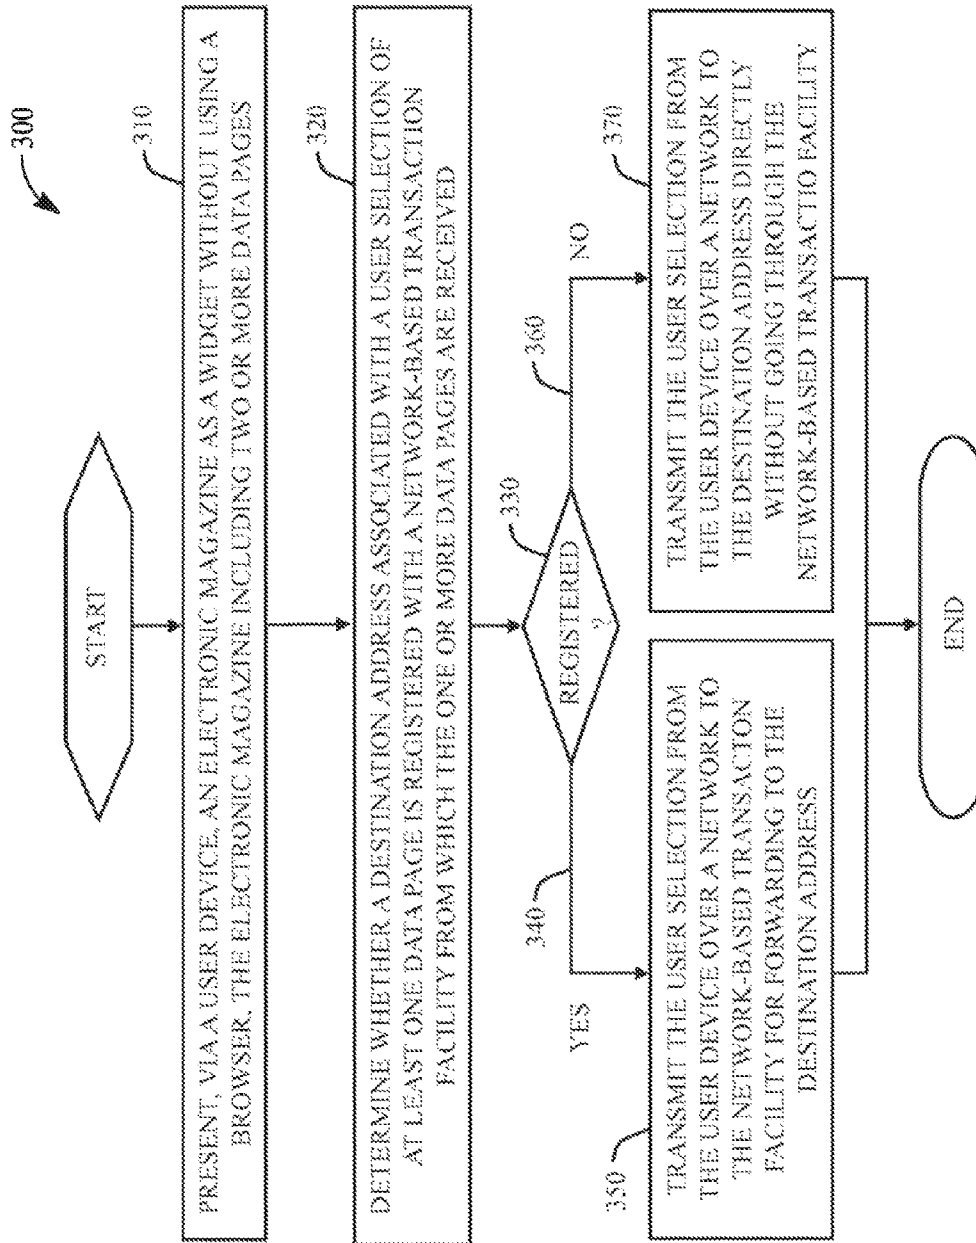 300
START
310
PRESENT, VIA A USER DEVICE, AN ELECTRONIC MAGAZINE AS A WIDGET WITHOUT USING A
BROWSER, THE ELECTRONIC MAGAZINE INCLUDING TWO OR MORE DATA PAGES
320
DETERMINE WHETHER A DESTINATION ADDRESS ASSOCIATED WITH A USER SELECTION OF
AT LEAST ONE DATA PAGE IS REGISTERED WITH A NETWORK-BASED TRANSACTION
FACILITY FROM WHICH THE ONE OR MORE DATA PAGES ARE RECEIVED
330
REGISTERED
?
340
YES
360
NO
350
TRANSMIT THE USER SELECTION FROM
THE USER DEVICE OVER A NETWORK TO
THE NETWORK-BASED TRANSACTON
FACILITY FOR FORWARDING TO THE
DESTINATION ADDRESS
370
TRANSMIT THE USER SELECTION FROM
THE USER DEVICE OVER A NETWORK TO
THE DESTINATION ADDRESS DIRECTLY
WITHOUT GOING THROUGH THE
NETWORK-BASED TRANSACTIO FACILITY
END